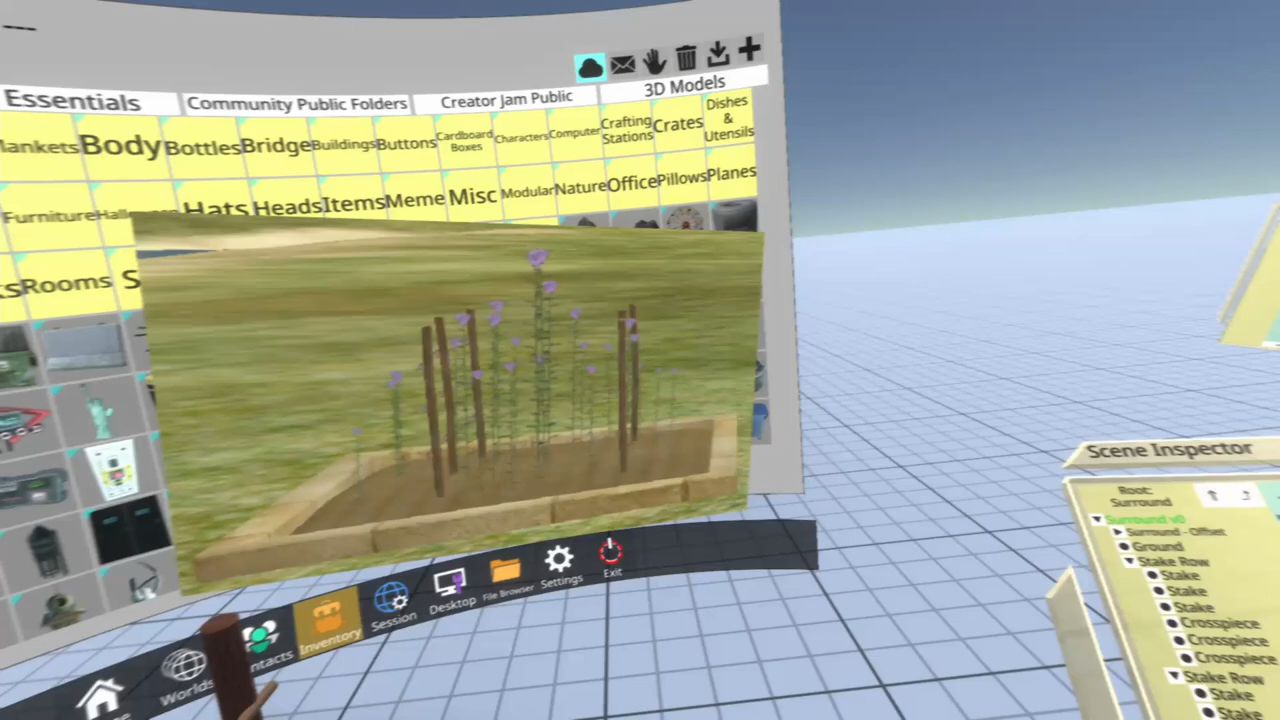 Essentials
Community Public Folders
Creator Jam Public
3D Models
Body
Bottles
Bridge
Buildings
Buttons
Cardboard
Boxes
Characters
Computer
Crafting
Stations
Crates
Dishes
&
Utensils
Furniture
Hats
Heads
Items
Meme
Misc
Modular
Nature
Office
Pillows
Planes
Rooms
Worlds
Inventory
Session
Desktop
File Browser
Settings
Exit
Scene Inspector
Root:
Surround
Surround v0
Surround - Offset
Ground
Stake Row
Stake
Stake
Stake
Crosspiece
Crosspiece
Crosspiece
Stake Row
Stake
Stake